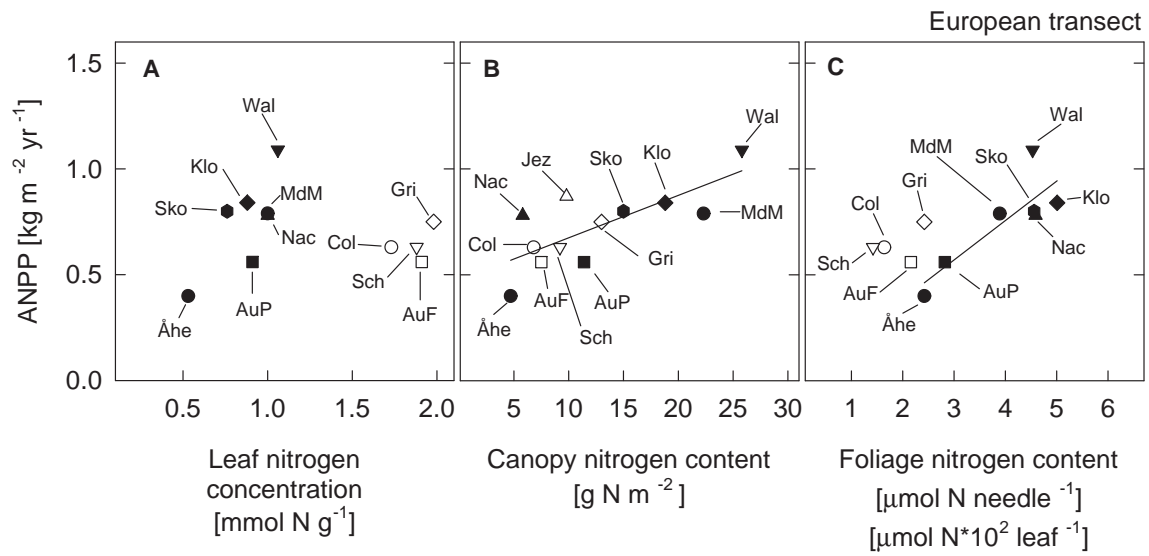 European transect
ANPP [kg m -2 yr -1]
1.5
1.0
0.5
0.0
A
Wal
Klo
Sko
MdM
Nac
Gri
Col
Sch
AuP
AuF
Åhe
0.5 1.0 1.5 2.0
Leaf nitrogen
concentration
[mmol N g-1]
B
Wal
Jez
Sko
Klo
Nac
MdM
Col
Gri
AuF
AuP
Åhe
Sch
5 10 15 20 25 30
Canopy nitrogen content
[g N m -2 ]
C
Wal
MdM
Sko
Gri
Col
Klo
Nac
Sch
AuF
AuP
Åhe
1 2 3 4 5 6
Foliage nitrogen content
[µmol N needle -1]
[µmol N*102 leaf -1]